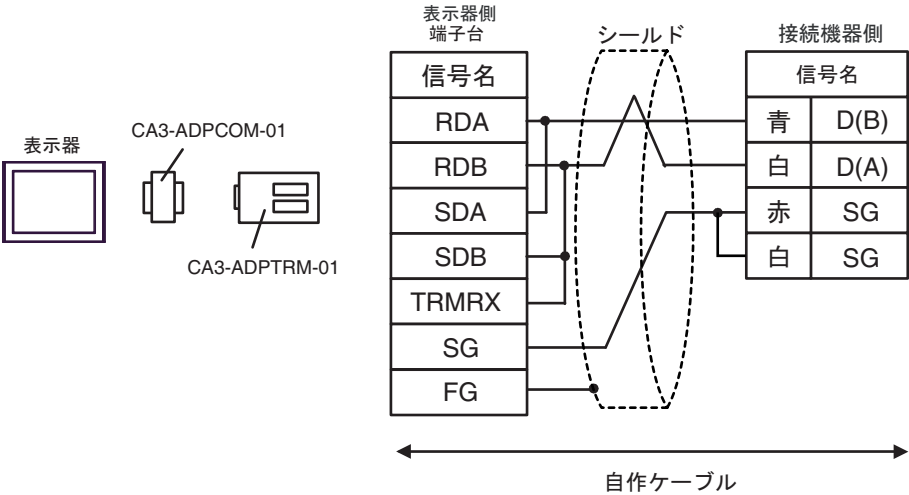 表示器
CA3-ADPCOM-01
CA3-ADPTRM-01
表示器側
端子台
信号名
RDA
RDB
SDA
SDB
TRMRX
SG
FG
シールド
接続機器側
信号名
青 D(B)
白 D(A)
赤 SG
白 SG
自作ケーブル